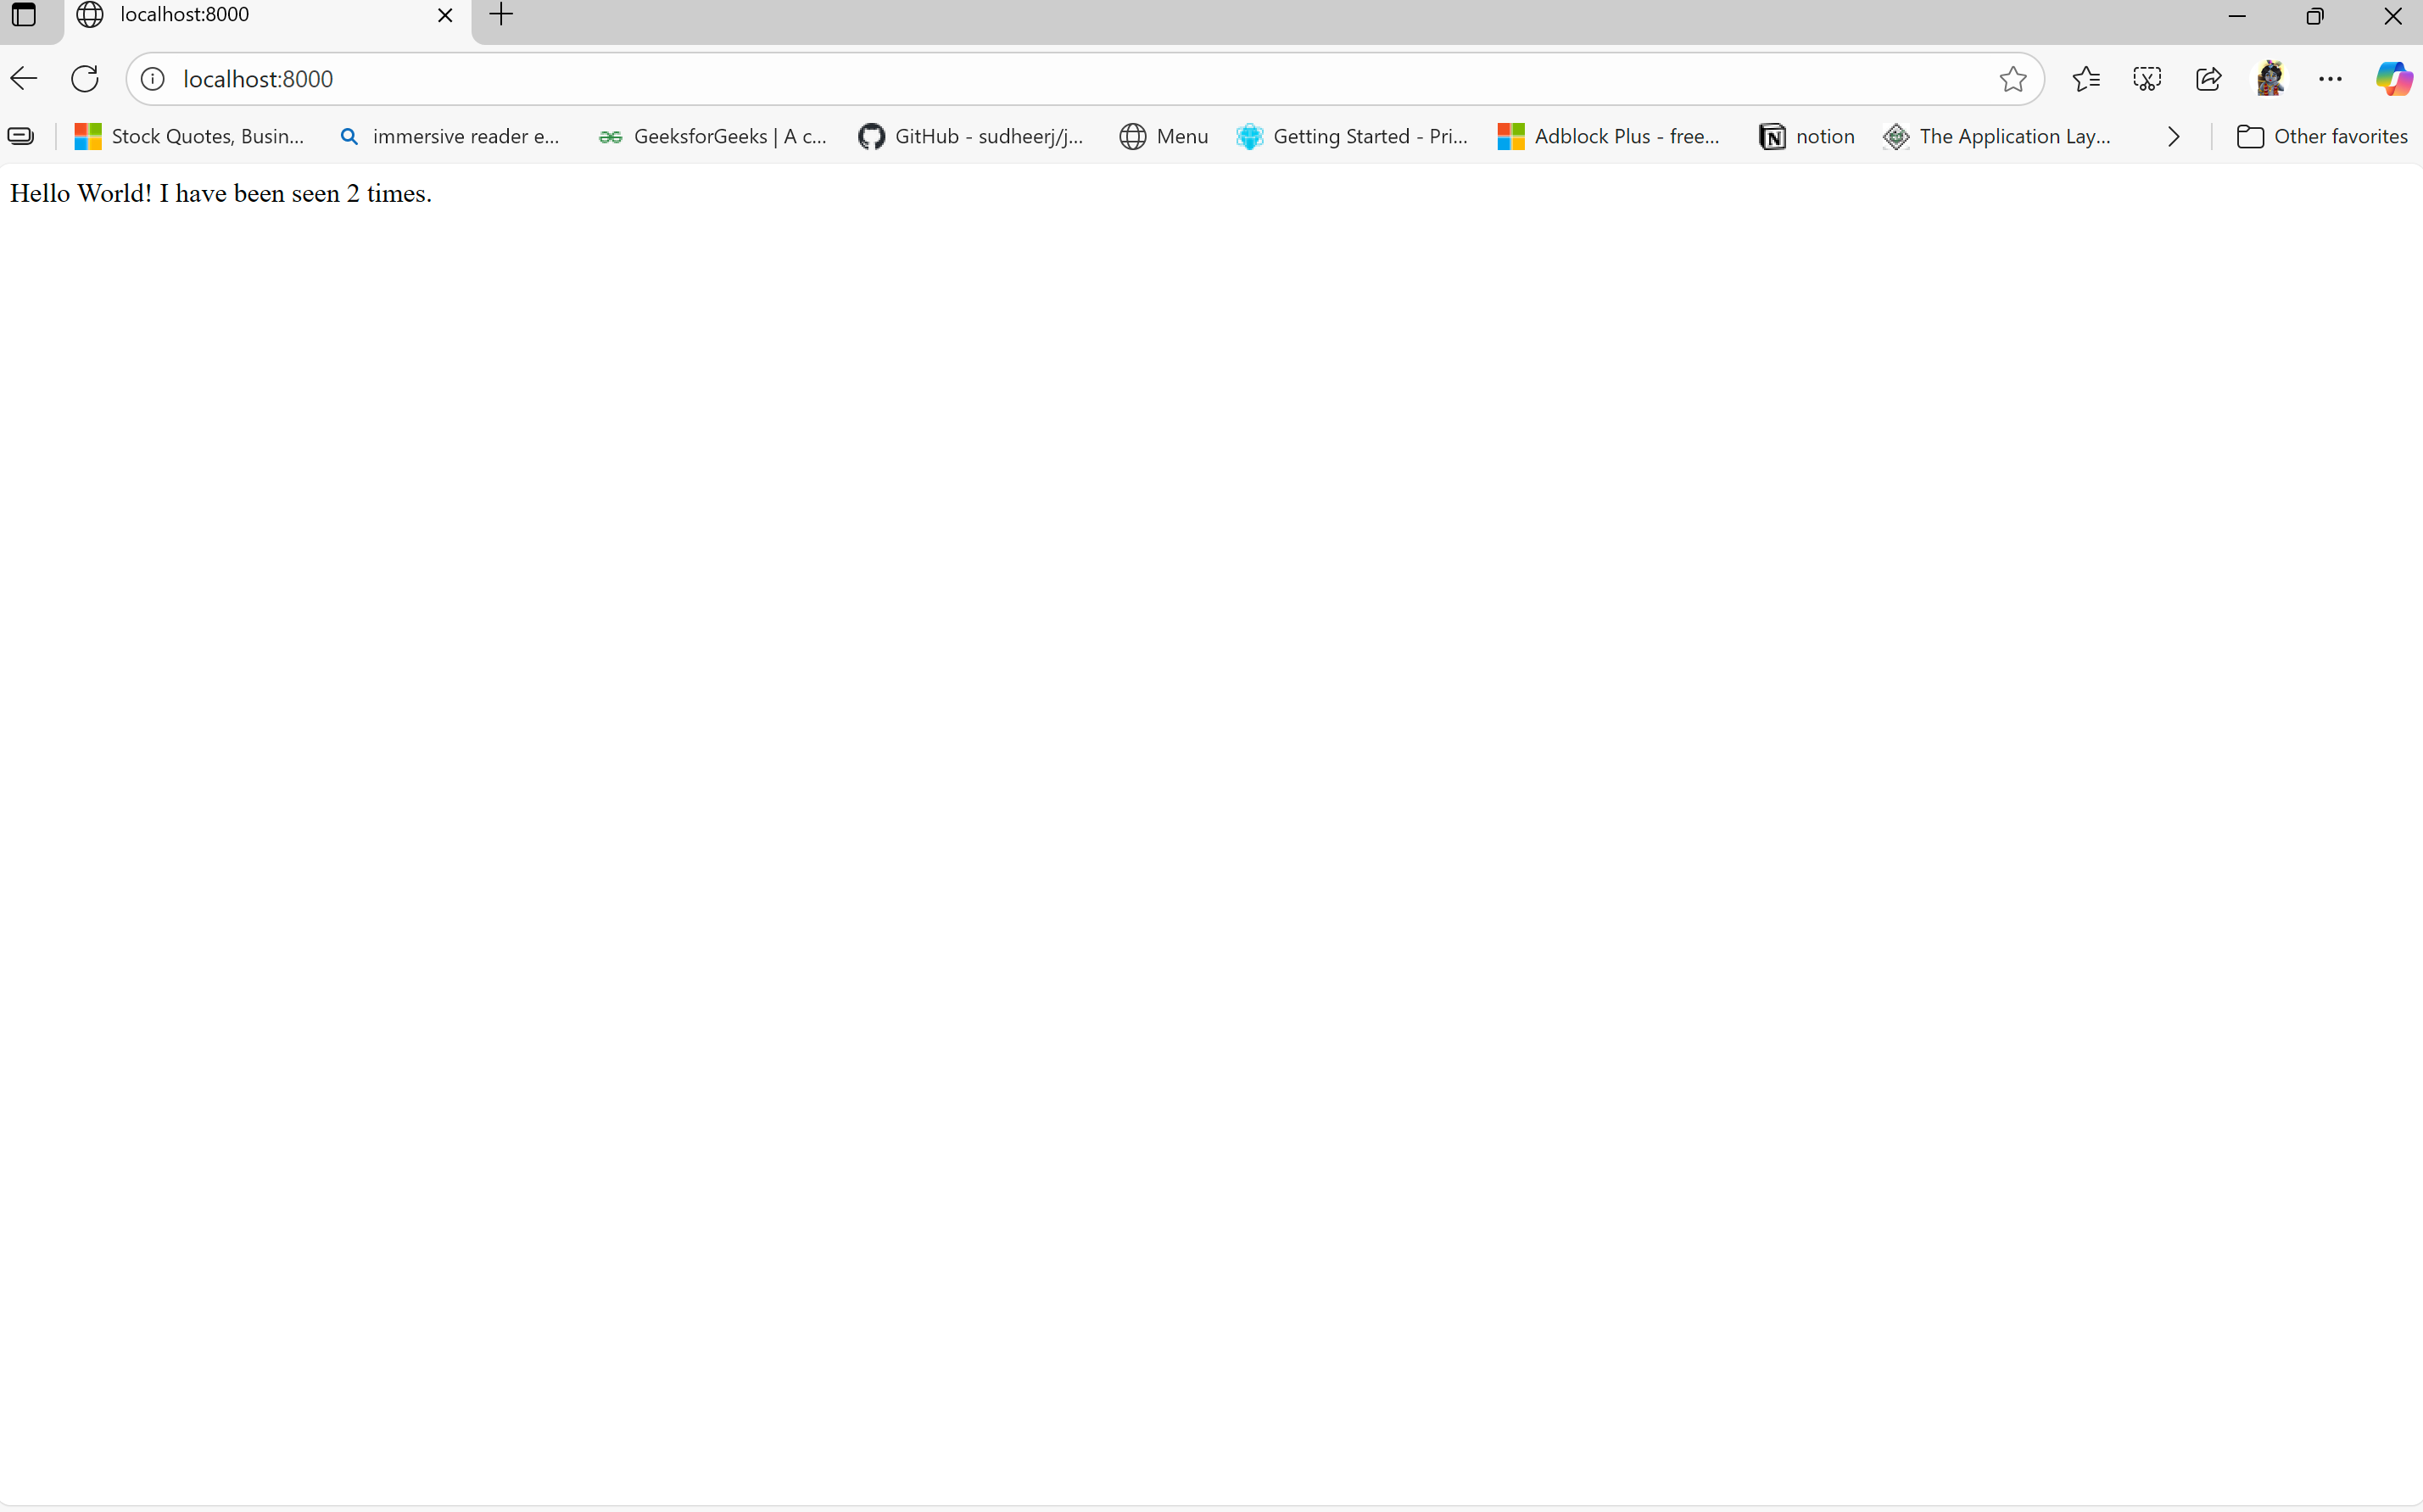 localhost:8000
localhost:8000
Stock Quotes, Busin... immersive reader e... GeeksforGeeks | A c... GitHub - sudheerj/j... Menu Getting Started - Pri... Adblock Plus - free... notion The Application Lay... Other favorites
Hello World! I have been seen 2 times.